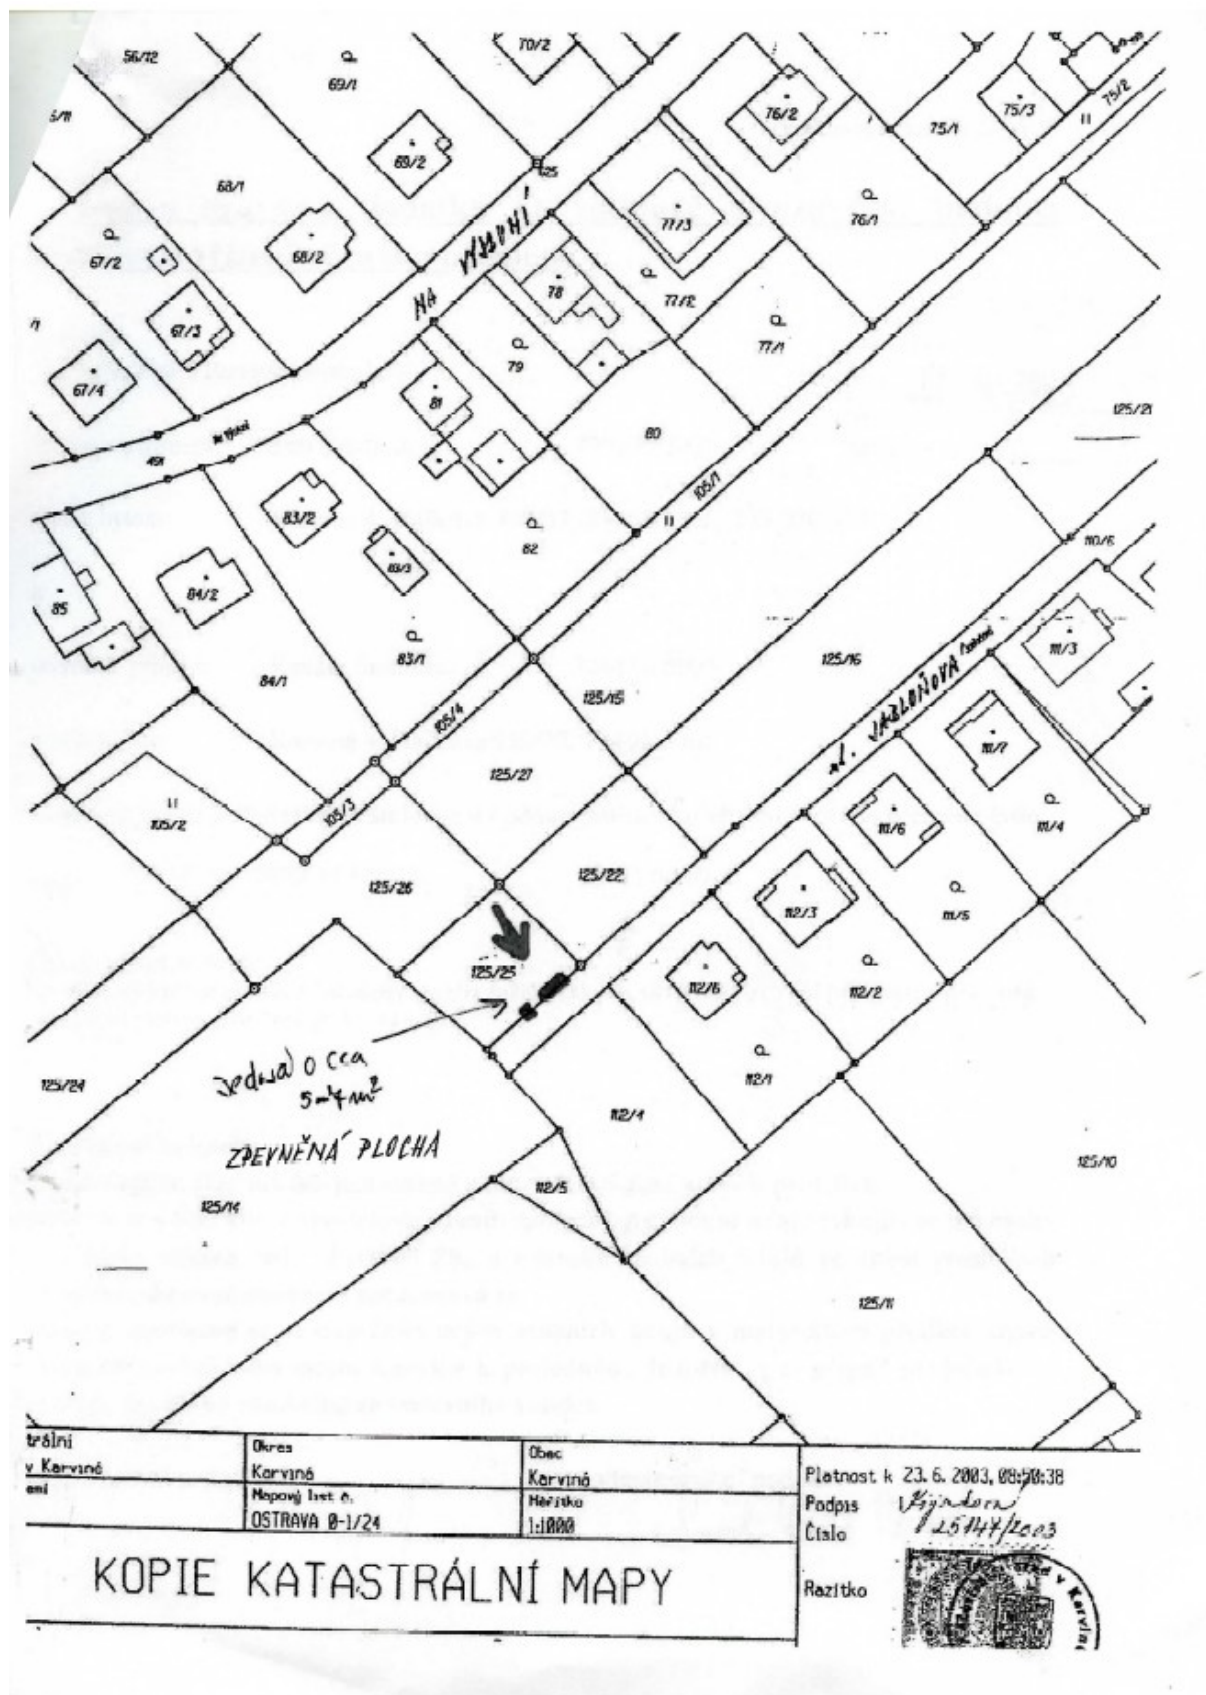 56/12
69/1
70/2
76/2
75/3
75/2
75/1
69/2
68/1
625
76/1
67/2
68/2
VÝSLUNÍ
77/3
NA
78
77/2
67/3
79
77/1
67/4
81
80
125/21
491
83/2
105/1
82
110/6
85
84/2
83/3
83/1
84/1
125/16
111/3
105/4
125/15
ul. JABLOŇOVÁ
125/27
111/7
105/2
105/3
111/6
111/4
125/26
125/22
112/3
111/5
125/25
112/6
112/2
125/24
jedná o cca
5-7 m²
112/1
112/4
ZPEVNĚNÁ PLOCHA
125/10
125/14
112/5
125/11
trální
v Karviné
Okres
Karviná
Obec
Karviná
Mapový list č.
OSTRAVA 0-1/24
Měřítko
1:1000
Platnost k 23.6.2003, 08:50:38
Podpis
Číslo 25147/2003
Razítko
KOPIE KATASTRÁLNÍ MAPY
v Karviné